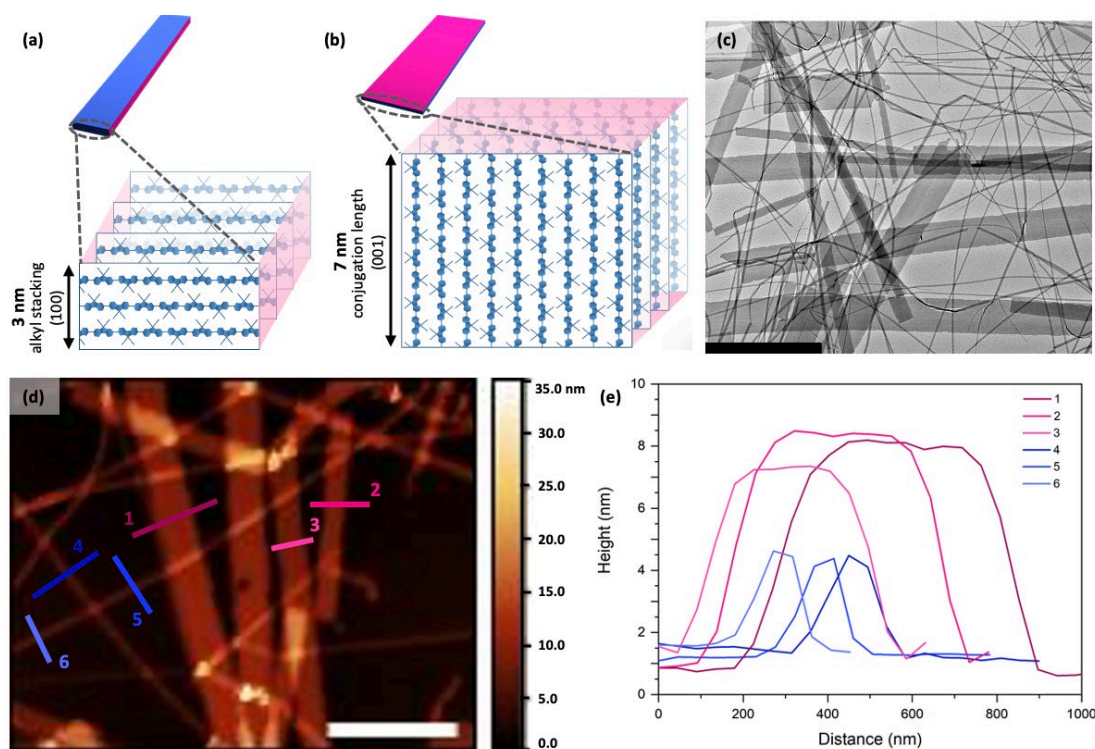 (a)
3 nm
alkyl stacking
(100)
(b)
7 nm
conjugation length
(001)
(c)
(d)
1
2
3
4
5
6
35.0 nm
30.0
25.0
20.0
15.0
10.0
5.0
0.0
(e)
10
8
6
4
2
0
Height (nm)
0 200 400 600 800 1000
Distance (nm)
1
2
3
4
5
6